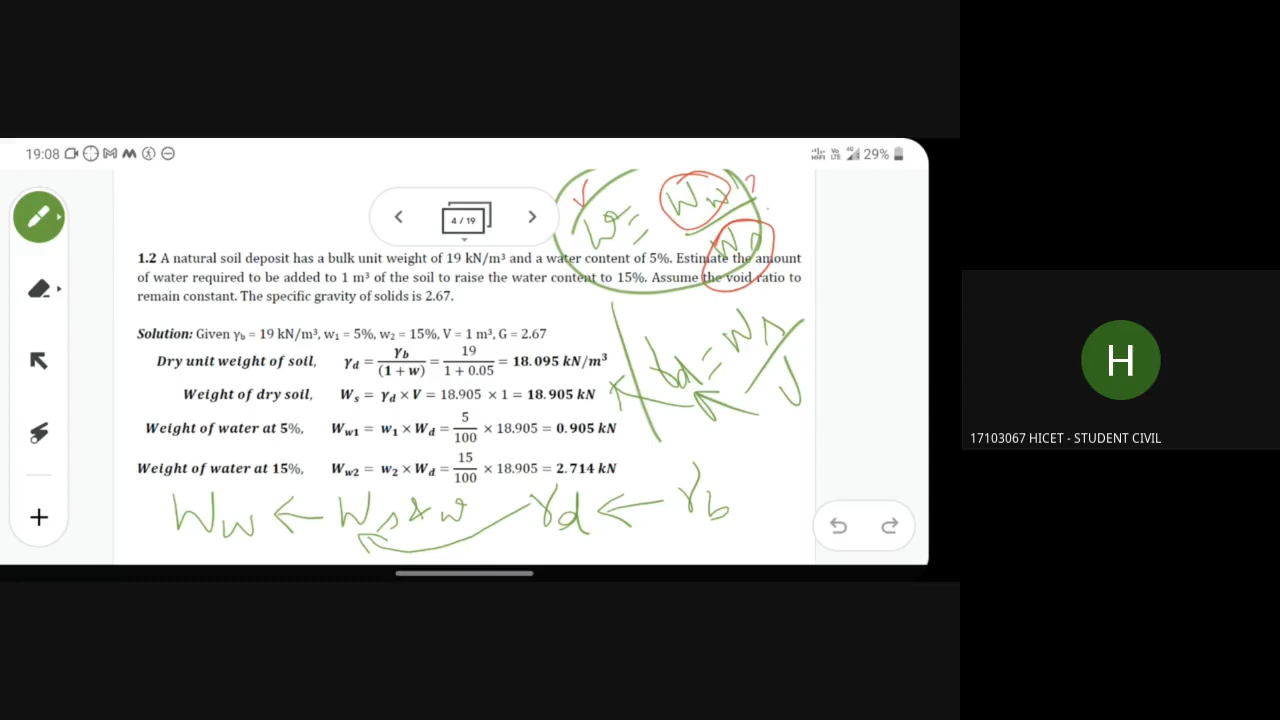 19:08
Vo LTE 4G 29%
4 / 19
w = Ww ?
Ws
1.2 A natural soil deposit has a bulk unit weight of 19 kN/m³ and a water content of 5%. Estimate the amount
of water required to be added to 1 m³ of the soil to raise the water content to 15%. Assume the void ratio to
remain constant. The specific gravity of solids is 2.67.
Solution: Given γb = 19 kN/m³, w₁ = 5%, w₂ = 15%, V = 1 m³, G = 2.67
Dry unit weight of soil, γd = γb / (1 + w) = 19 / 1 + 0.05 = 18.095 kN/m³
γd = Ws / V
Weight of dry soil, Ws = γd × V = 18.905 × 1 = 18.905 kN
Weight of water at 5%, Ww1 = w1 × Wd = 5/100 × 18.905 = 0.905 kN
Weight of water at 15%, Ww2 = w2 × Wd = 15/100 × 18.905 = 2.714 kN
Ww ← Ws × w γd ← γb
H
17103067 HICET - STUDENT CIVIL